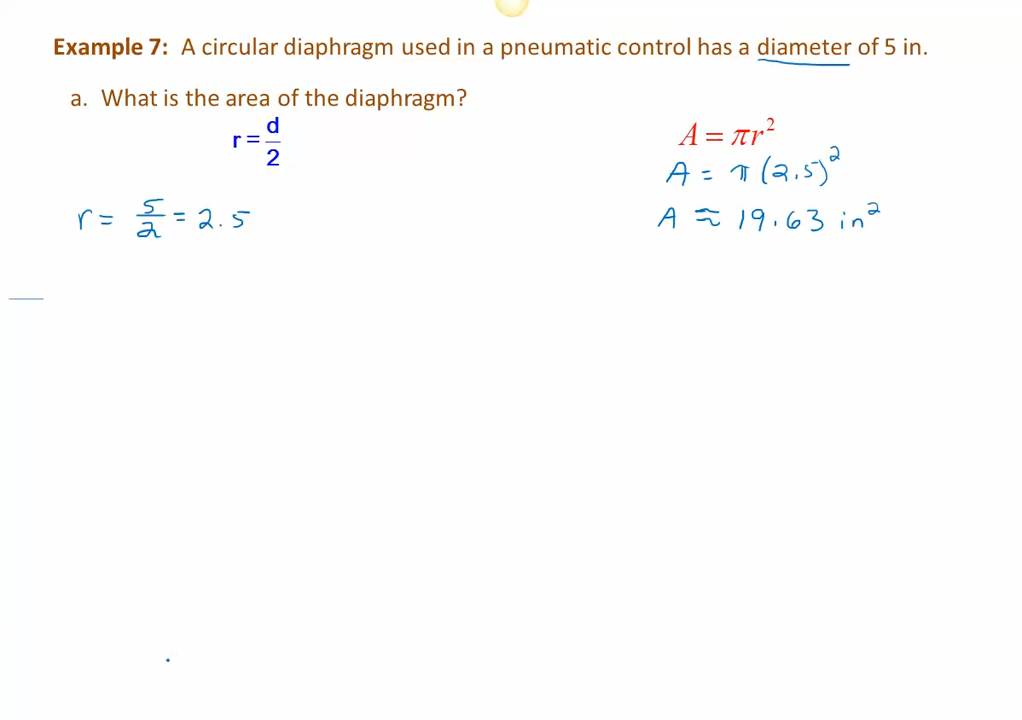 Example 7: A circular diaphragm used in a pneumatic control has a diameter of 5 in.
a. What is the area of the diaphragm?
r = d/2
A = πr²
A = π(2.5)²
r = 5/2 = 2.5
A ≈ 19.63 in²